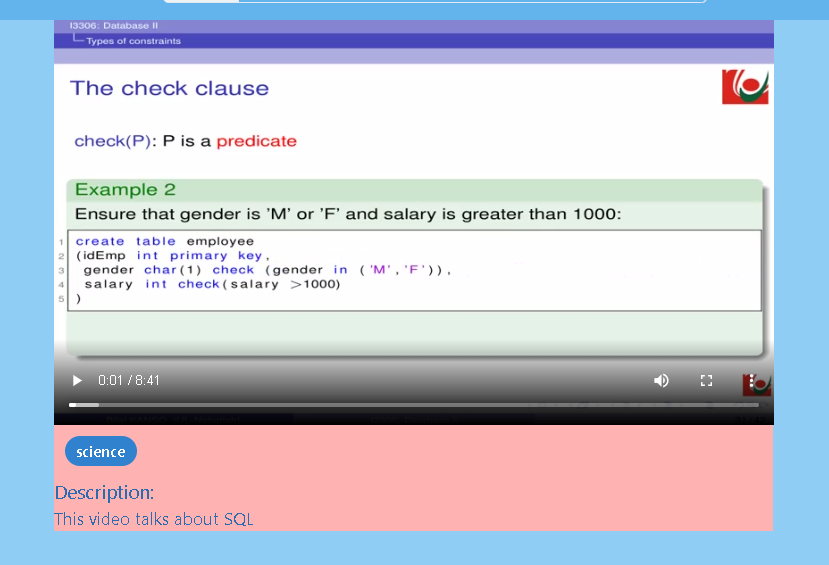 I3306: Database II
Types of constraints
The check clause
check(P): P is a predicate
Example 2
Ensure that gender is 'M' or 'F' and salary is greater than 1000:
1 create table employee
2 (idEmp int primary key,
3 gender char(1) check (gender in ('M','F')),
4 salary int check(salary >1000)
5 )
0:01 / 8:41
science
Description:
This video talks about SQL